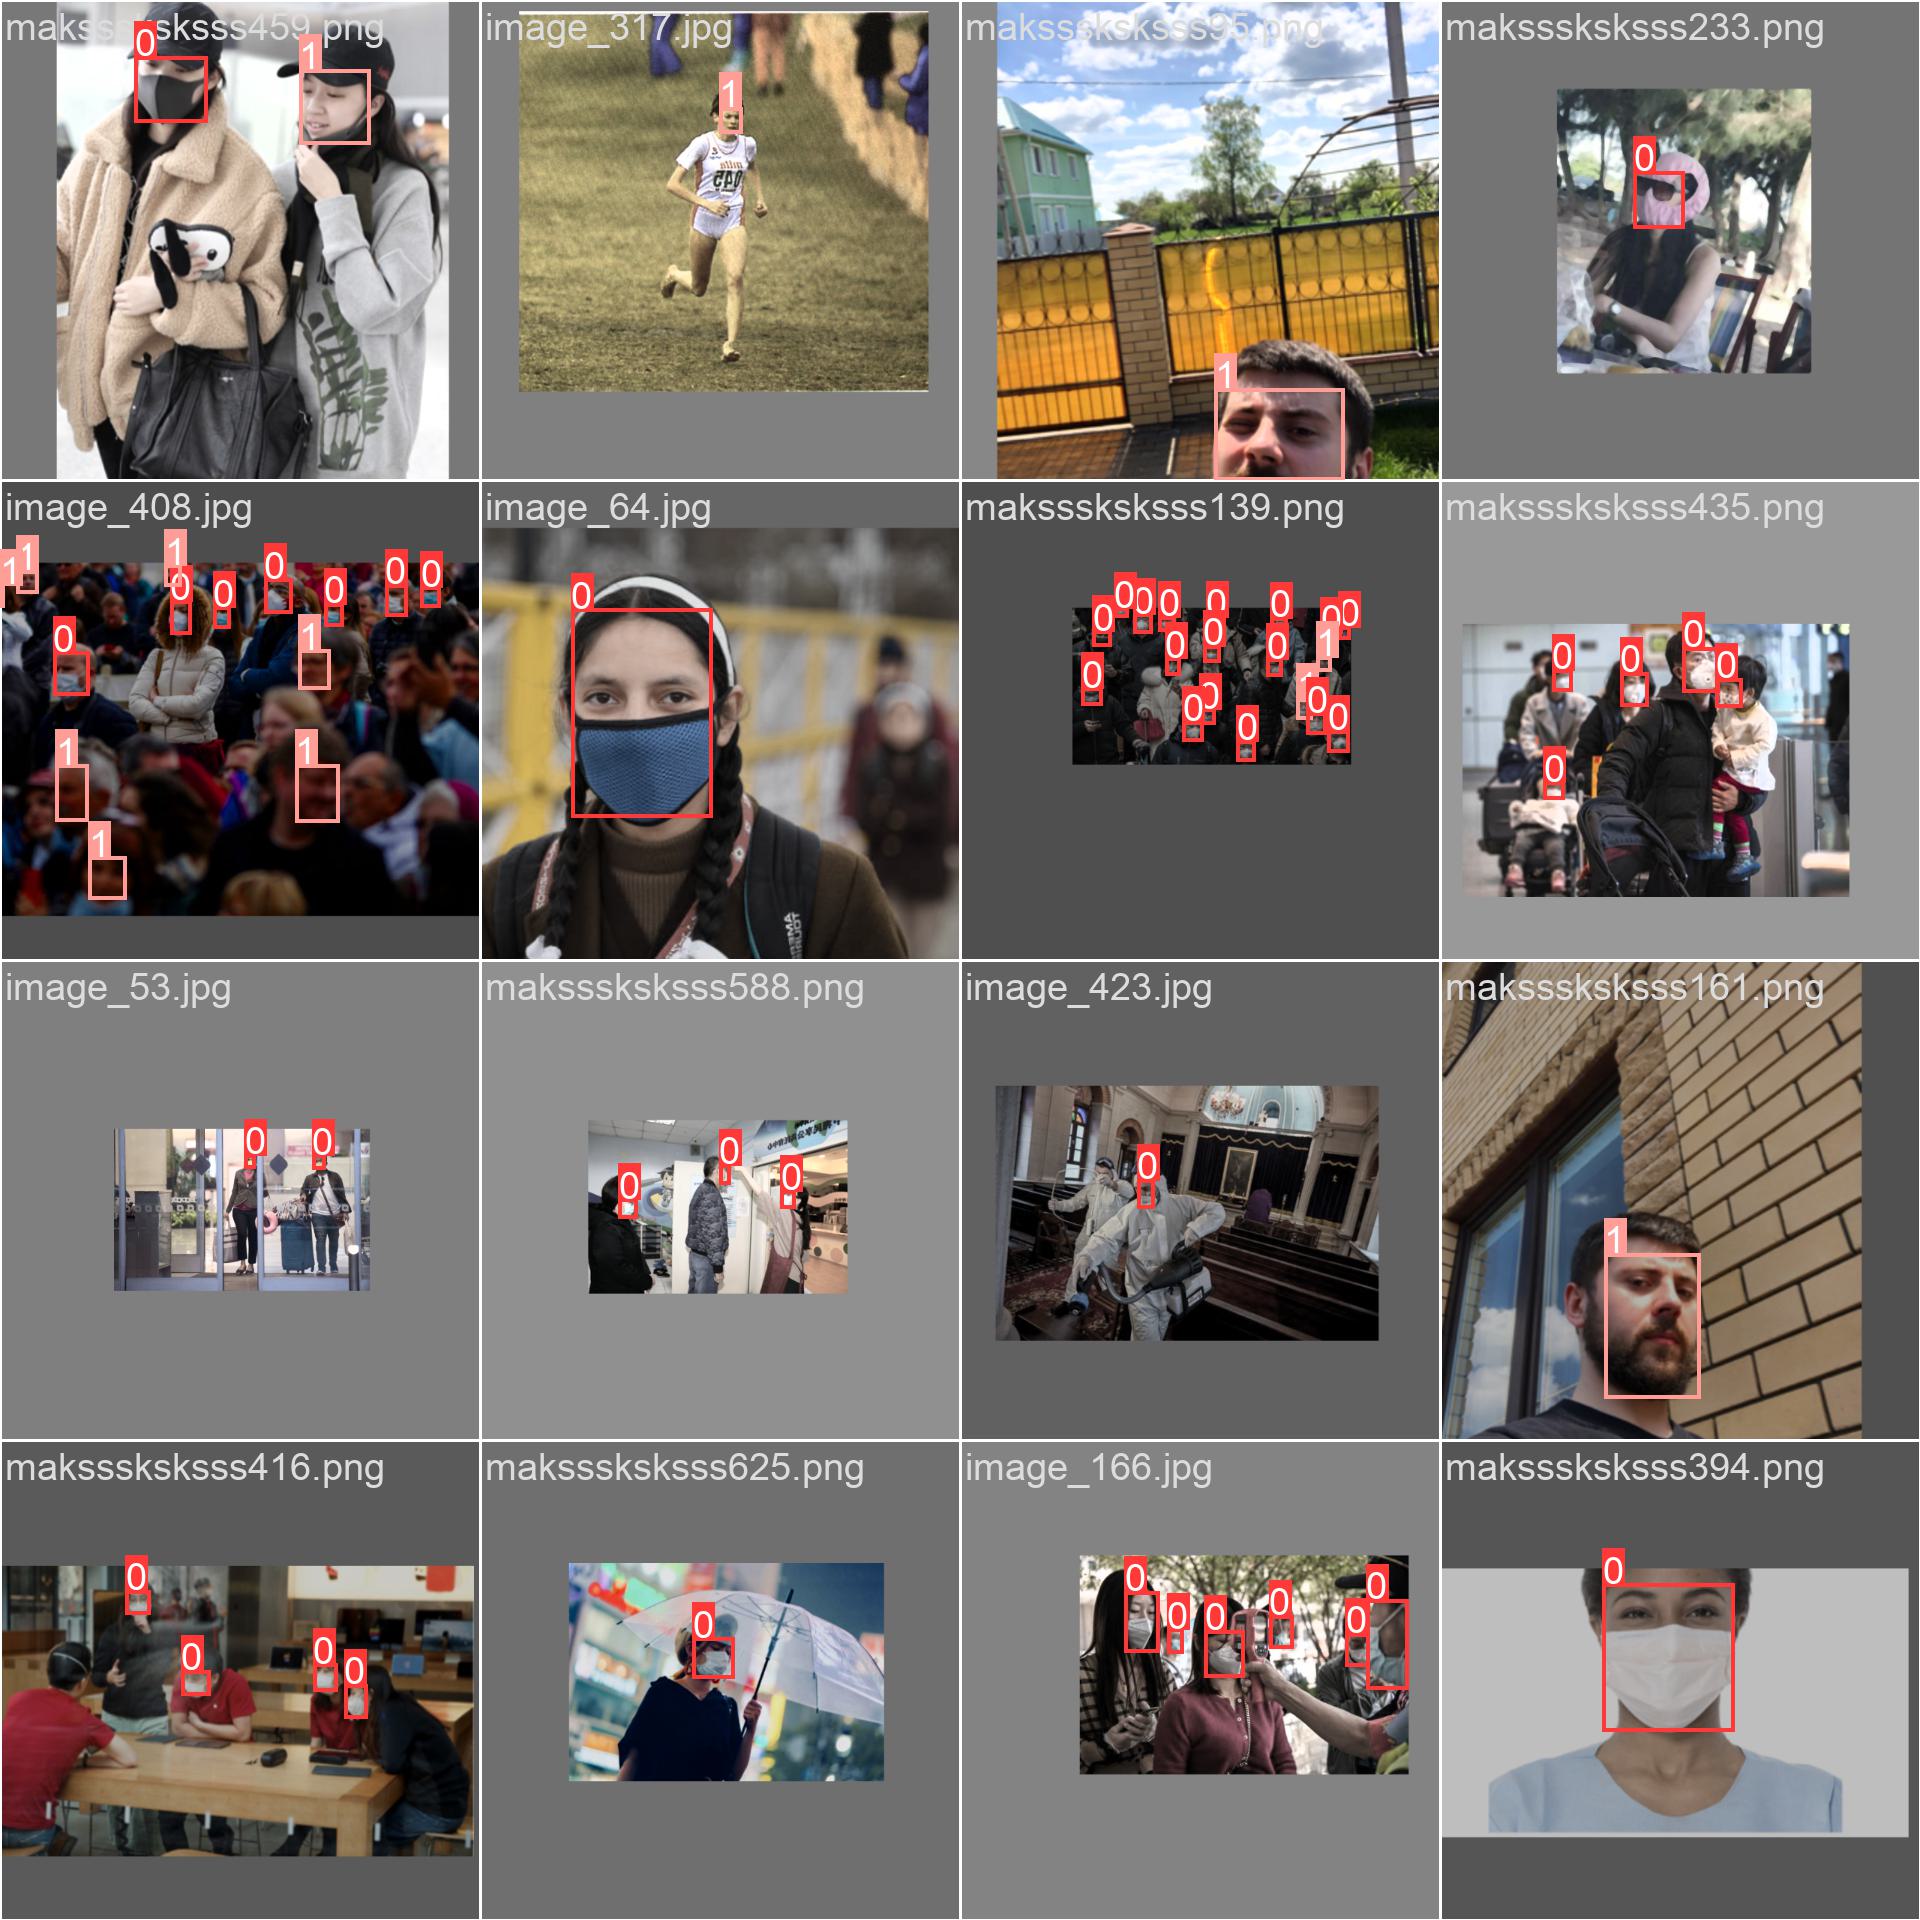 maksssksksss459.png
0
1
image_317.jpg
1
maksssksksss95.png
1
maksssksksss233.png
0
image_408.jpg
1 1 1 0 0 0 0 0 0
0 1
1 1
1
image_64.jpg
0
maksssksksss139.png
0 0 0 0 0 0 0 0
0 0 0 1
0 1
0 0 0 0
0
maksssksksss435.png
0 0 0 0
0
image_53.jpg
0 0
maksssksksss588.png
0 0 0
image_423.jpg
0
maksssksksss161.png
1
maksssksksss416.png
0
0 0 0
maksssksksss625.png
0
image_166.jpg
0 0 0 0 0 0
maksssksksss394.png
0